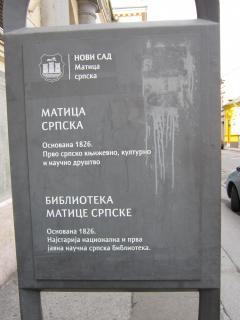 НОВИ САД
Матица
српска
МАТИЦА
СРПСКА
Основана 1826.
Прво српско књижевно, културно
и научно друштво
БИБЛИОТЕКА
МАТИЦЕ СРПСКЕ
Основана 1826.
Најстарија национална и прва
јавна научна српска библиотека.